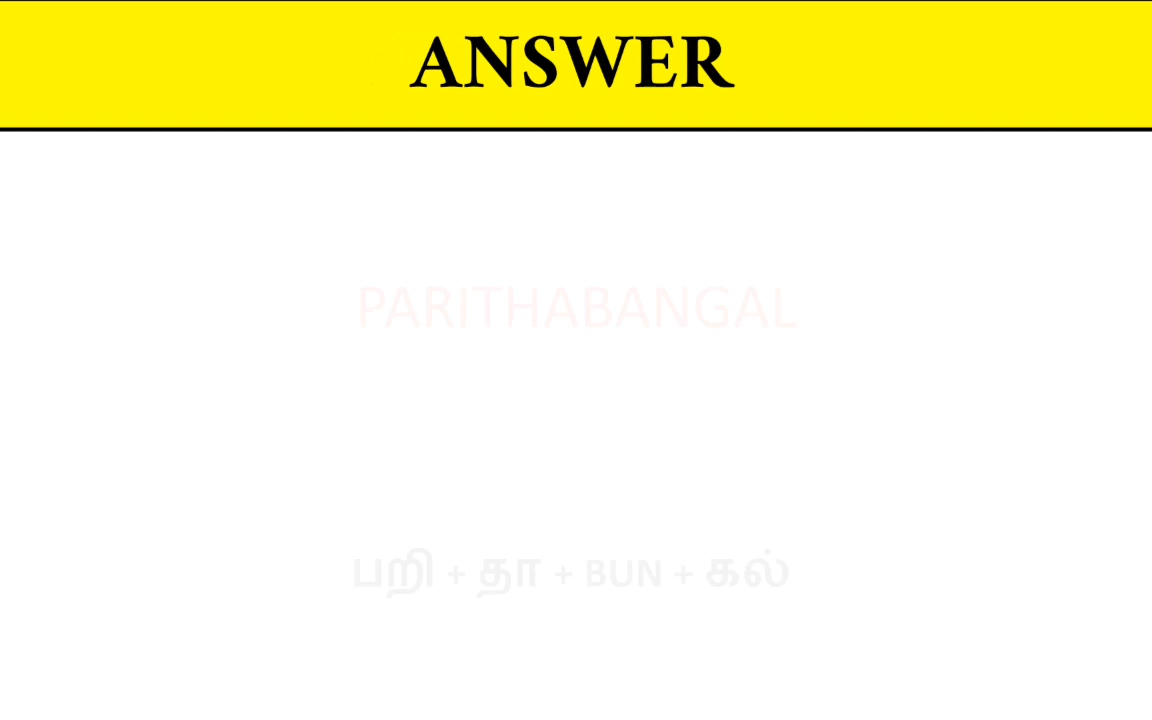 ANSWER
PARITHABANGAL
பறி + தா + BUN + கல்